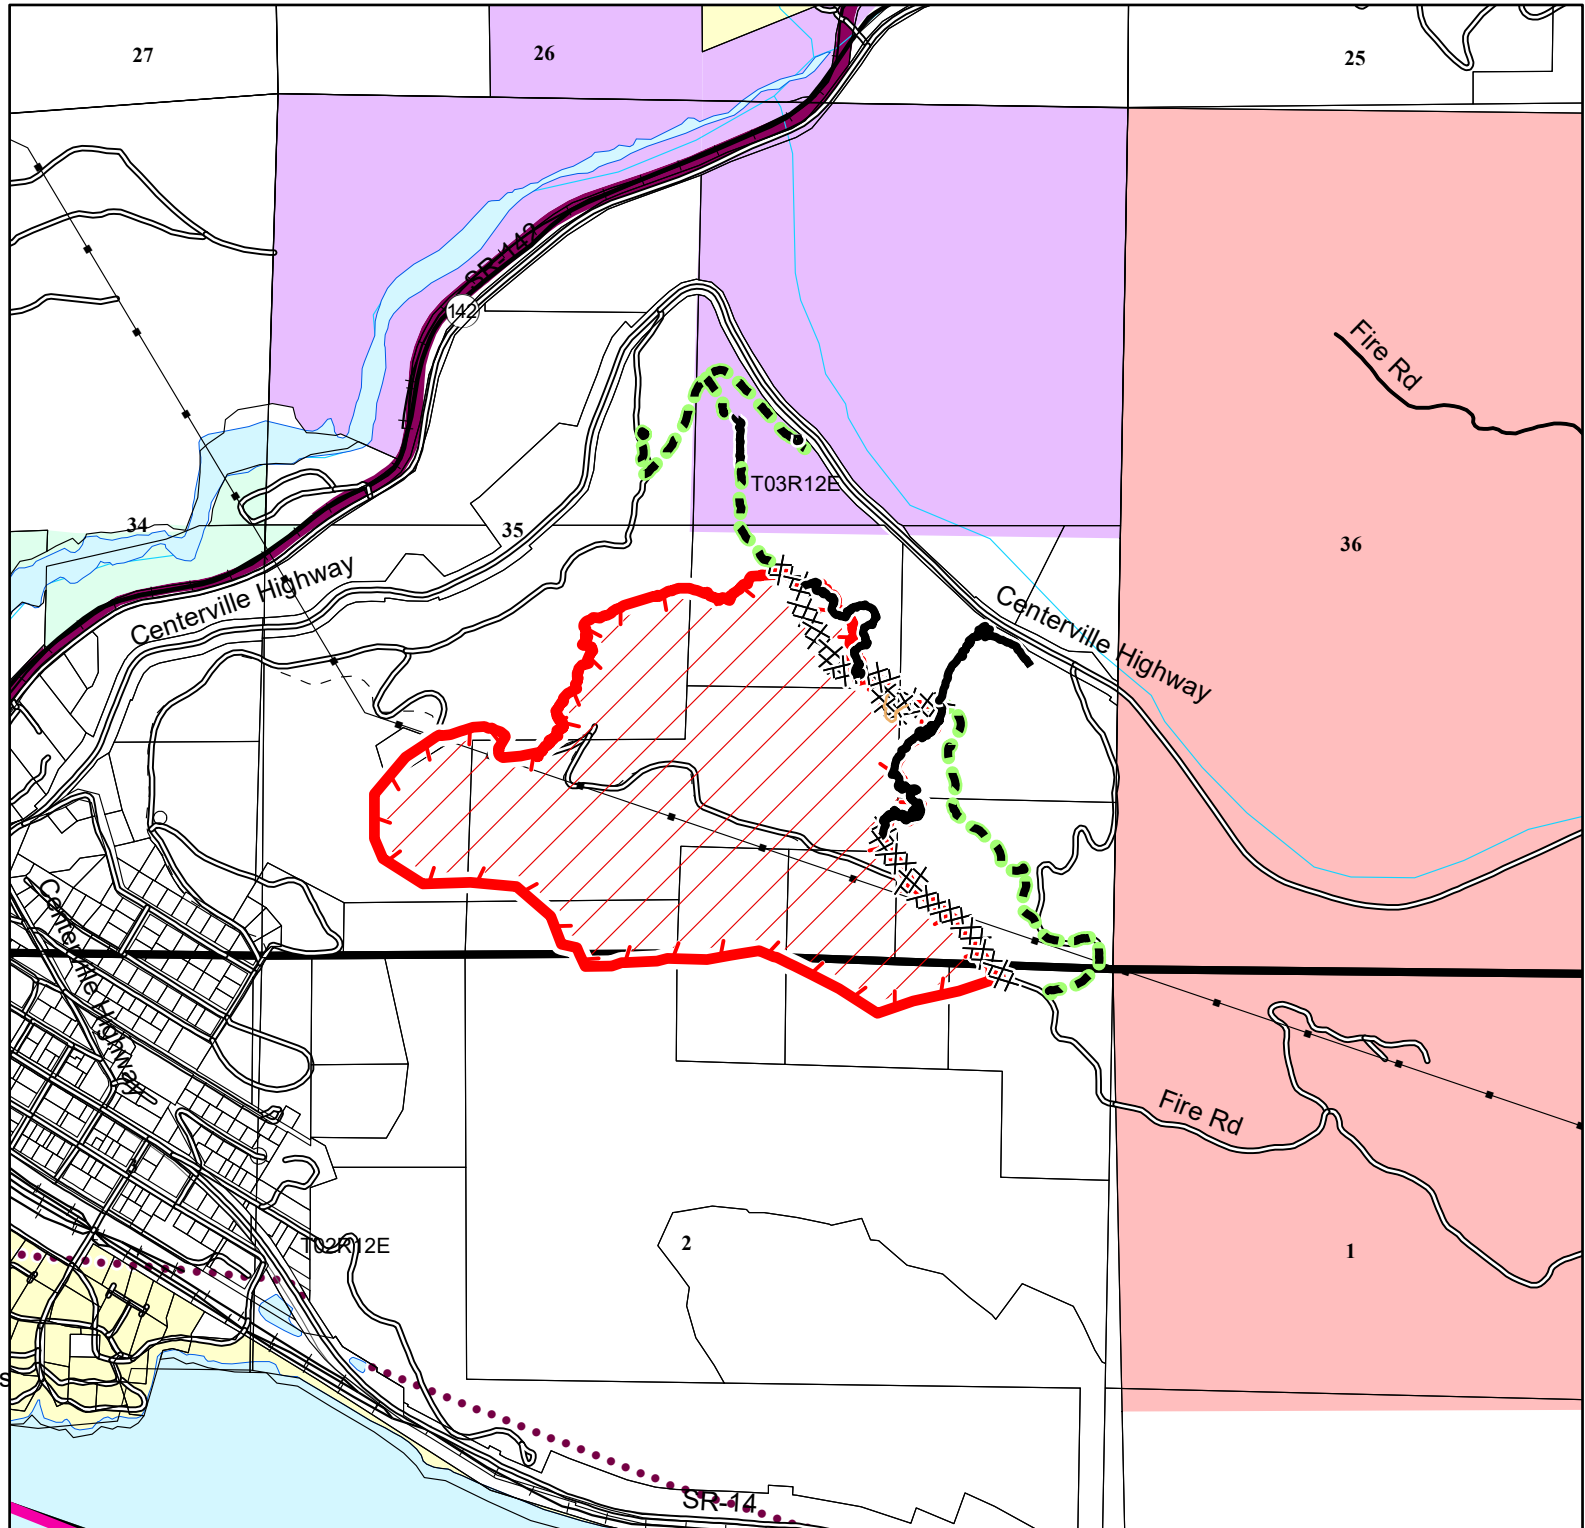 27
26
25
SR-142
142
Fire Rd
T03R12E
34
35
36
Centerville Highway
Centerville Highway
Centerville Highway
Fire Rd
T02R12E
2
1
s
SR-14